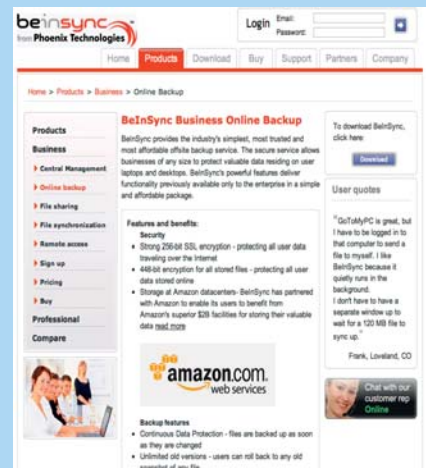 beinsync
from Phoenix Technologies
Login
Email:
Password:
Home
Products
Download
Buy
Support
Partners
Company
Home > Products > Business > Online Backup
Products
Business
Central Management
Online backup
File sharing
File synchronization
Remote access
Sign up
Pricing
Buy
Professional
Compare
BeInSync Business Online Backup
BeInSync provides the industry's simplest, most trusted and
most affordable offsite backup service. The secure service allows
businesses of any size to protect valuable data residing on user
laptops and desktops. BeInSync's powerful features deliver
functionality previously available only to the enterprise in a simple
and affordable package.
Features and benefits:
Security
• Strong 256-bit SSL encryption - protecting all user data
traveling over the Internet
• 448-bit encryption for all stored files - protecting all user
data stored online
• Storage at Amazon datacenters- BeInSync has partnered
with Amazon to enable its users to benefit from
Amazon's superior $2B facilities for storing their valuable
data read more
amazon.com.
web services
Backup features
• Continuous Data Protection - files are backed up as soon
as they are changed
• Unlimited old versions - users can roll back to any old
snapshot of any file
To download BeInSync,
click here:
Download
User quotes
"GoToMyPC is great, but
I have to be logged in to
that computer to send a
file to myself. I like
BeInSync because it
quietly runs in the
background.
I don't have to have a
separate window up to
wait for a 120 MB file to
sync up."
Frank, Loveland, CO
Chat with our
customer rep
Online